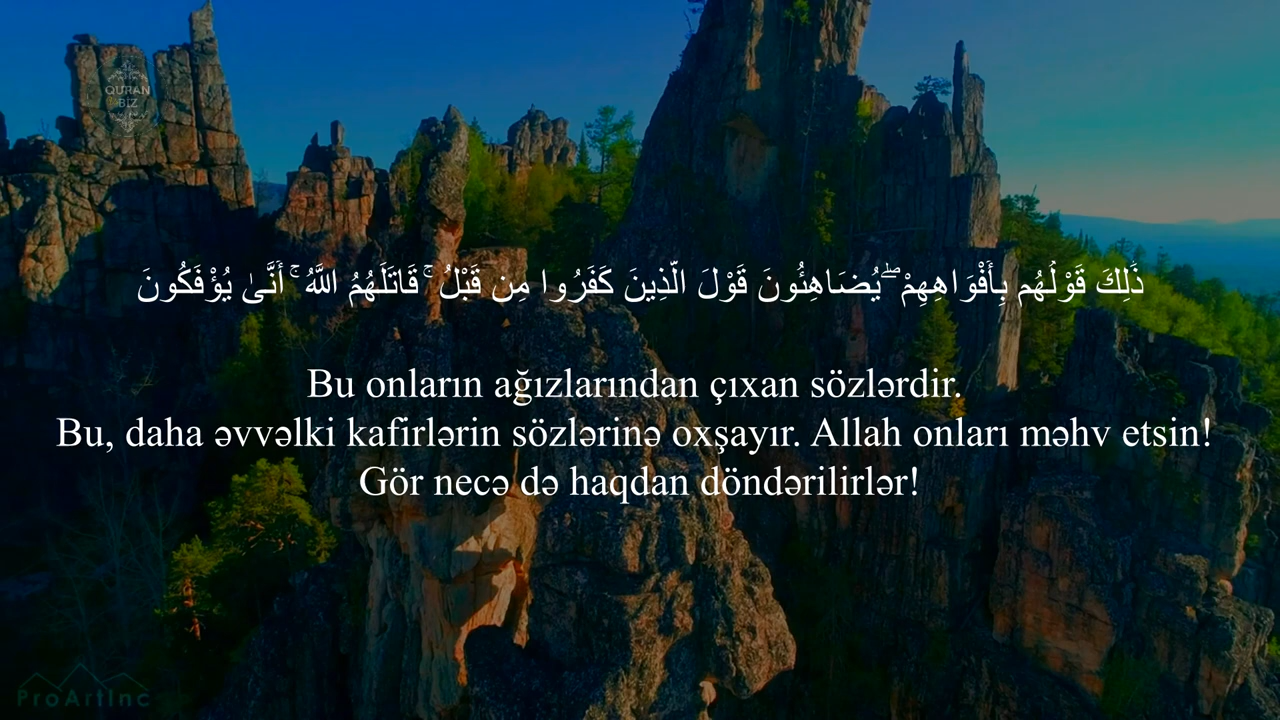 QURAN
BIZ
ذَٰلِكَ قَوْلُهُم بِأَفْوَاهِهِمْ ۖ يُضَاهِئُونَ قَوْلَ الَّذِينَ كَفَرُوا مِن قَبْلُ ۚ قَاتَلَهُمُ اللَّهُ ۚ أَنَّىٰ يُؤْفَكُونَ
Bu onların ağızlarından çıxan sözlərdir.
Bu, daha əvvəlki kafirlərin sözlərinə oxşayır. Allah onları məhv etsin!
Gör necə də haqdan döndərilirlər!
ProArtInc